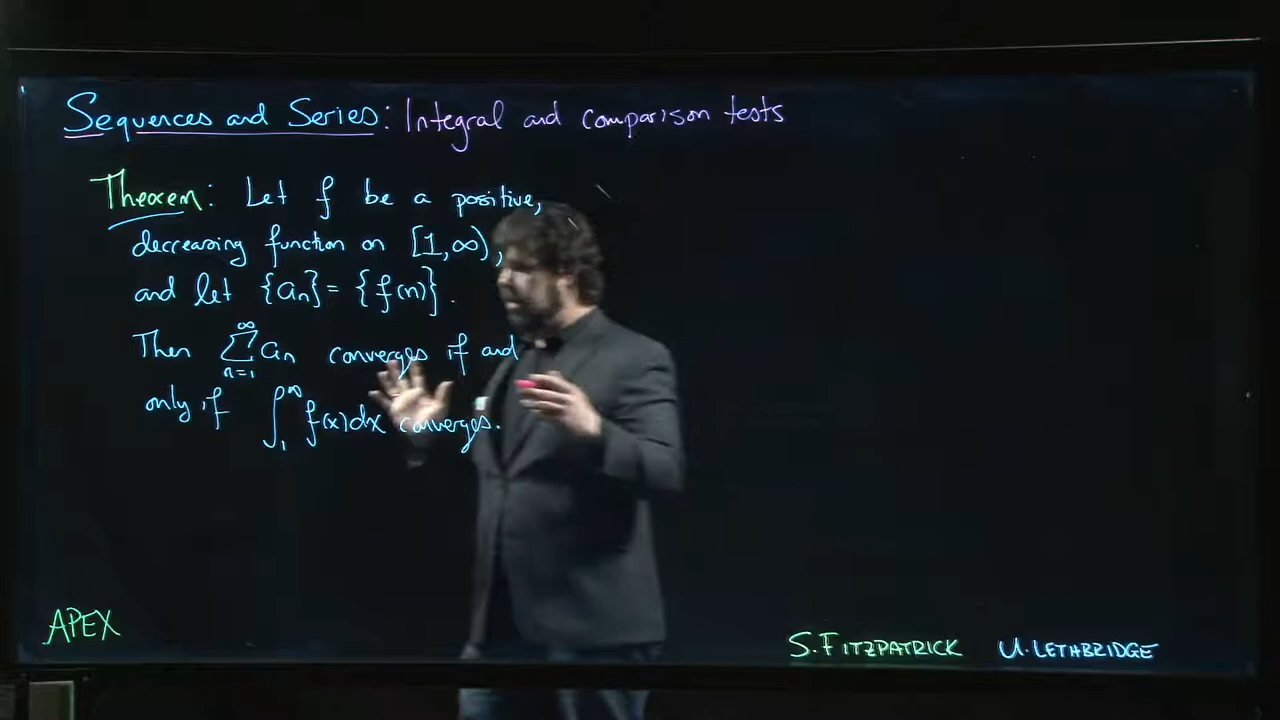 Sequences and Series: Integral and comparison tests
Theorem: Let f be a positive,
decreasing function on [1,∞),
and let {an} = {f(n)}.
Then ∑_{n=1}^{∞} an converges if and
only if ∫_1^∞ f(x)dx converges.
APEX
S. FITZPATRICK U. LETHBRIDGE